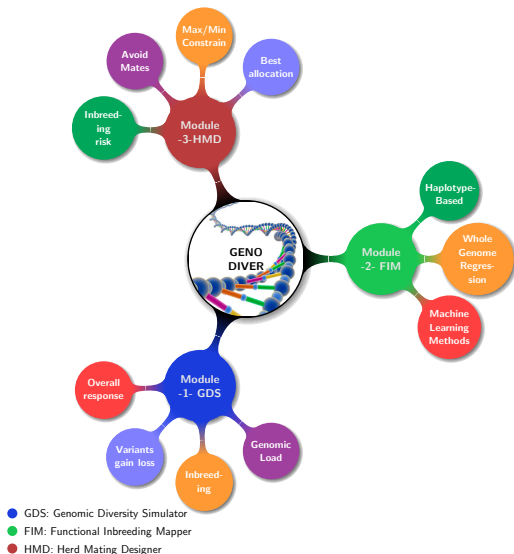 Max/Min
Constrain
Avoid
Mates
Best
allocation
Inbreed-
ing
risk
Module
-3-HMD
Haplotype-
Based
GENO
DIVER
Module
-2- FIM
Whole
Genome
Regres-
sion
Machine
Learning
Methods
Module
-1- GDS
Overall
response
Variants
gain loss
Genomic
Load
Inbreed-
ing
GDS: Genomic Diversity Simulator
FIM: Functional Inbreeding Mapper
HMD: Herd Mating Designer